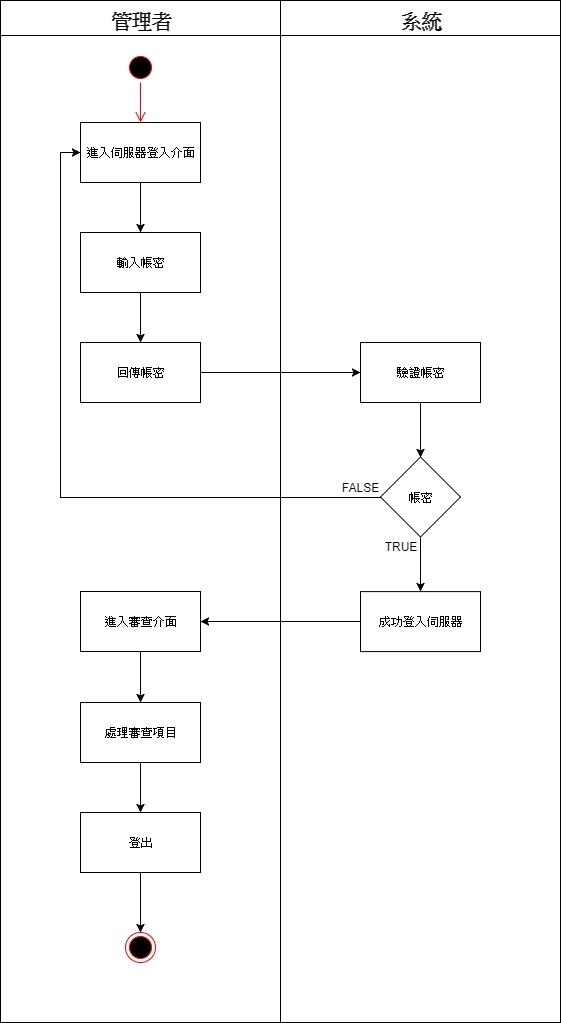 管理者
系統
進入伺服器登入介面
輸入帳密
回傳帳密
驗證帳密
FALSE
帳密
TRUE
進入審查介面
成功登入伺服器
處理審查項目
登出